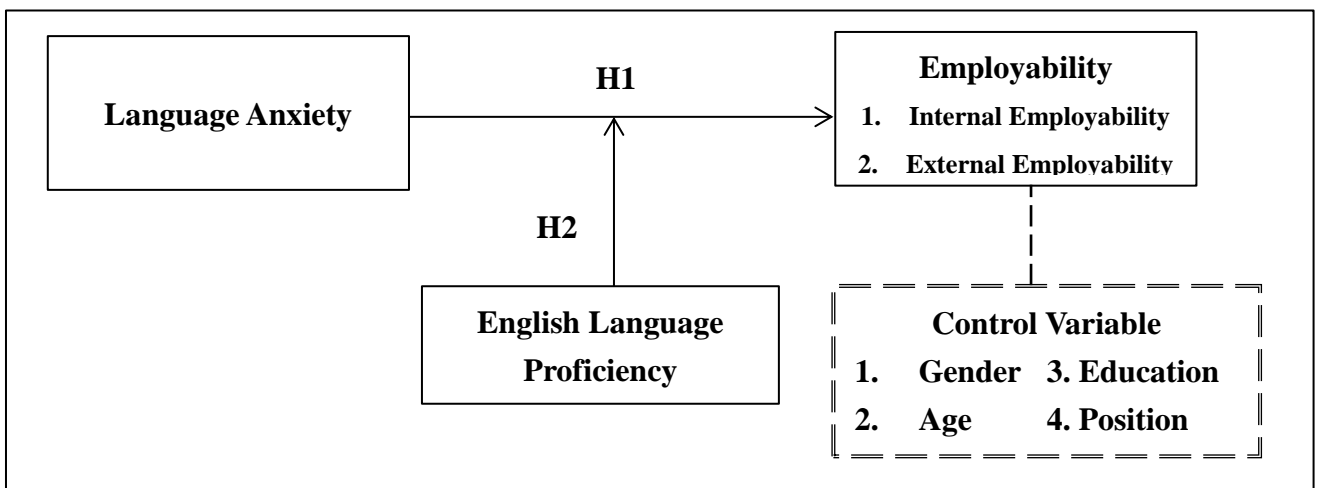 H1
Language Anxiety
Employability
1. Internal Employability
2. External Employability
H2
English Language
Proficiency
Control Variable
1. Gender 3. Education
2. Age 4. Position